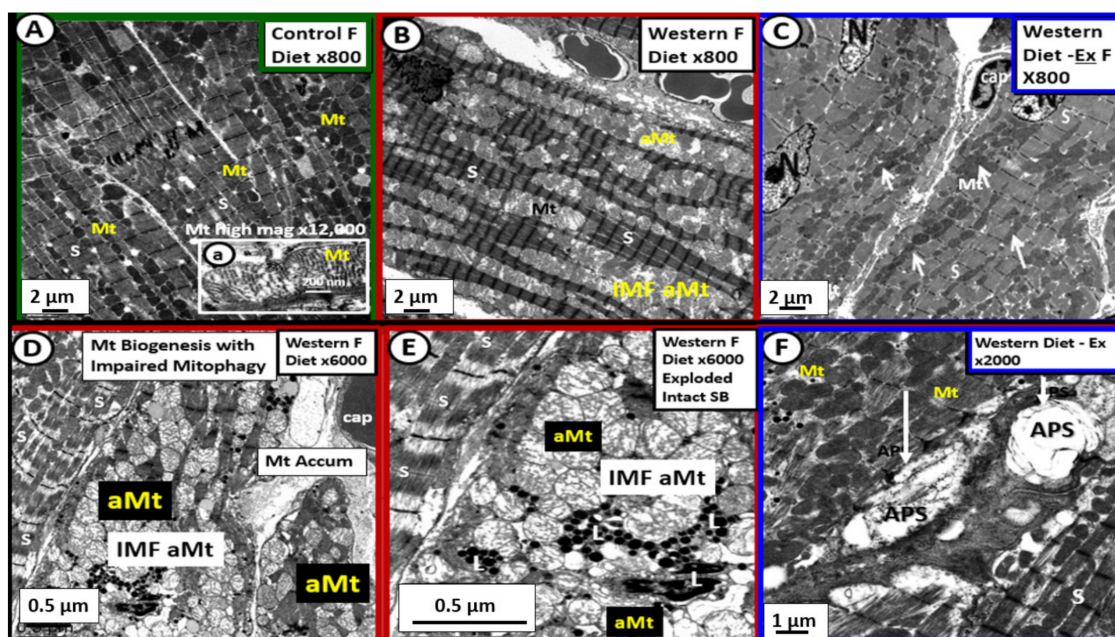 A
Control F
Diet x800
Mt
Mt
Mt
S
S
Mt high mag x12,000
a
Mt
200 nm
2 µm
B
Western F
Diet x800
aMt
S
Mt
S
IMF aMt
2 µm
C
Western
Diet -Ex F
X800
N
N
N
cap
S
Mt
S
2 µm
D
Mt Biogenesis with
Impaired Mitophagy
Western F
Diet x6000
S
S
S
cap
Mt Accum
aMt
IMF aMt
aMt
0.5 µm
E
Western F
Diet x6000
Exploded
Intact SB
S
S
S
aMt
IMF aMt
L
L
L
L
aMt
0.5 µm
F
Western Diet - Ex
x2000
Mt
Mt
APS
APS
S
1 µm